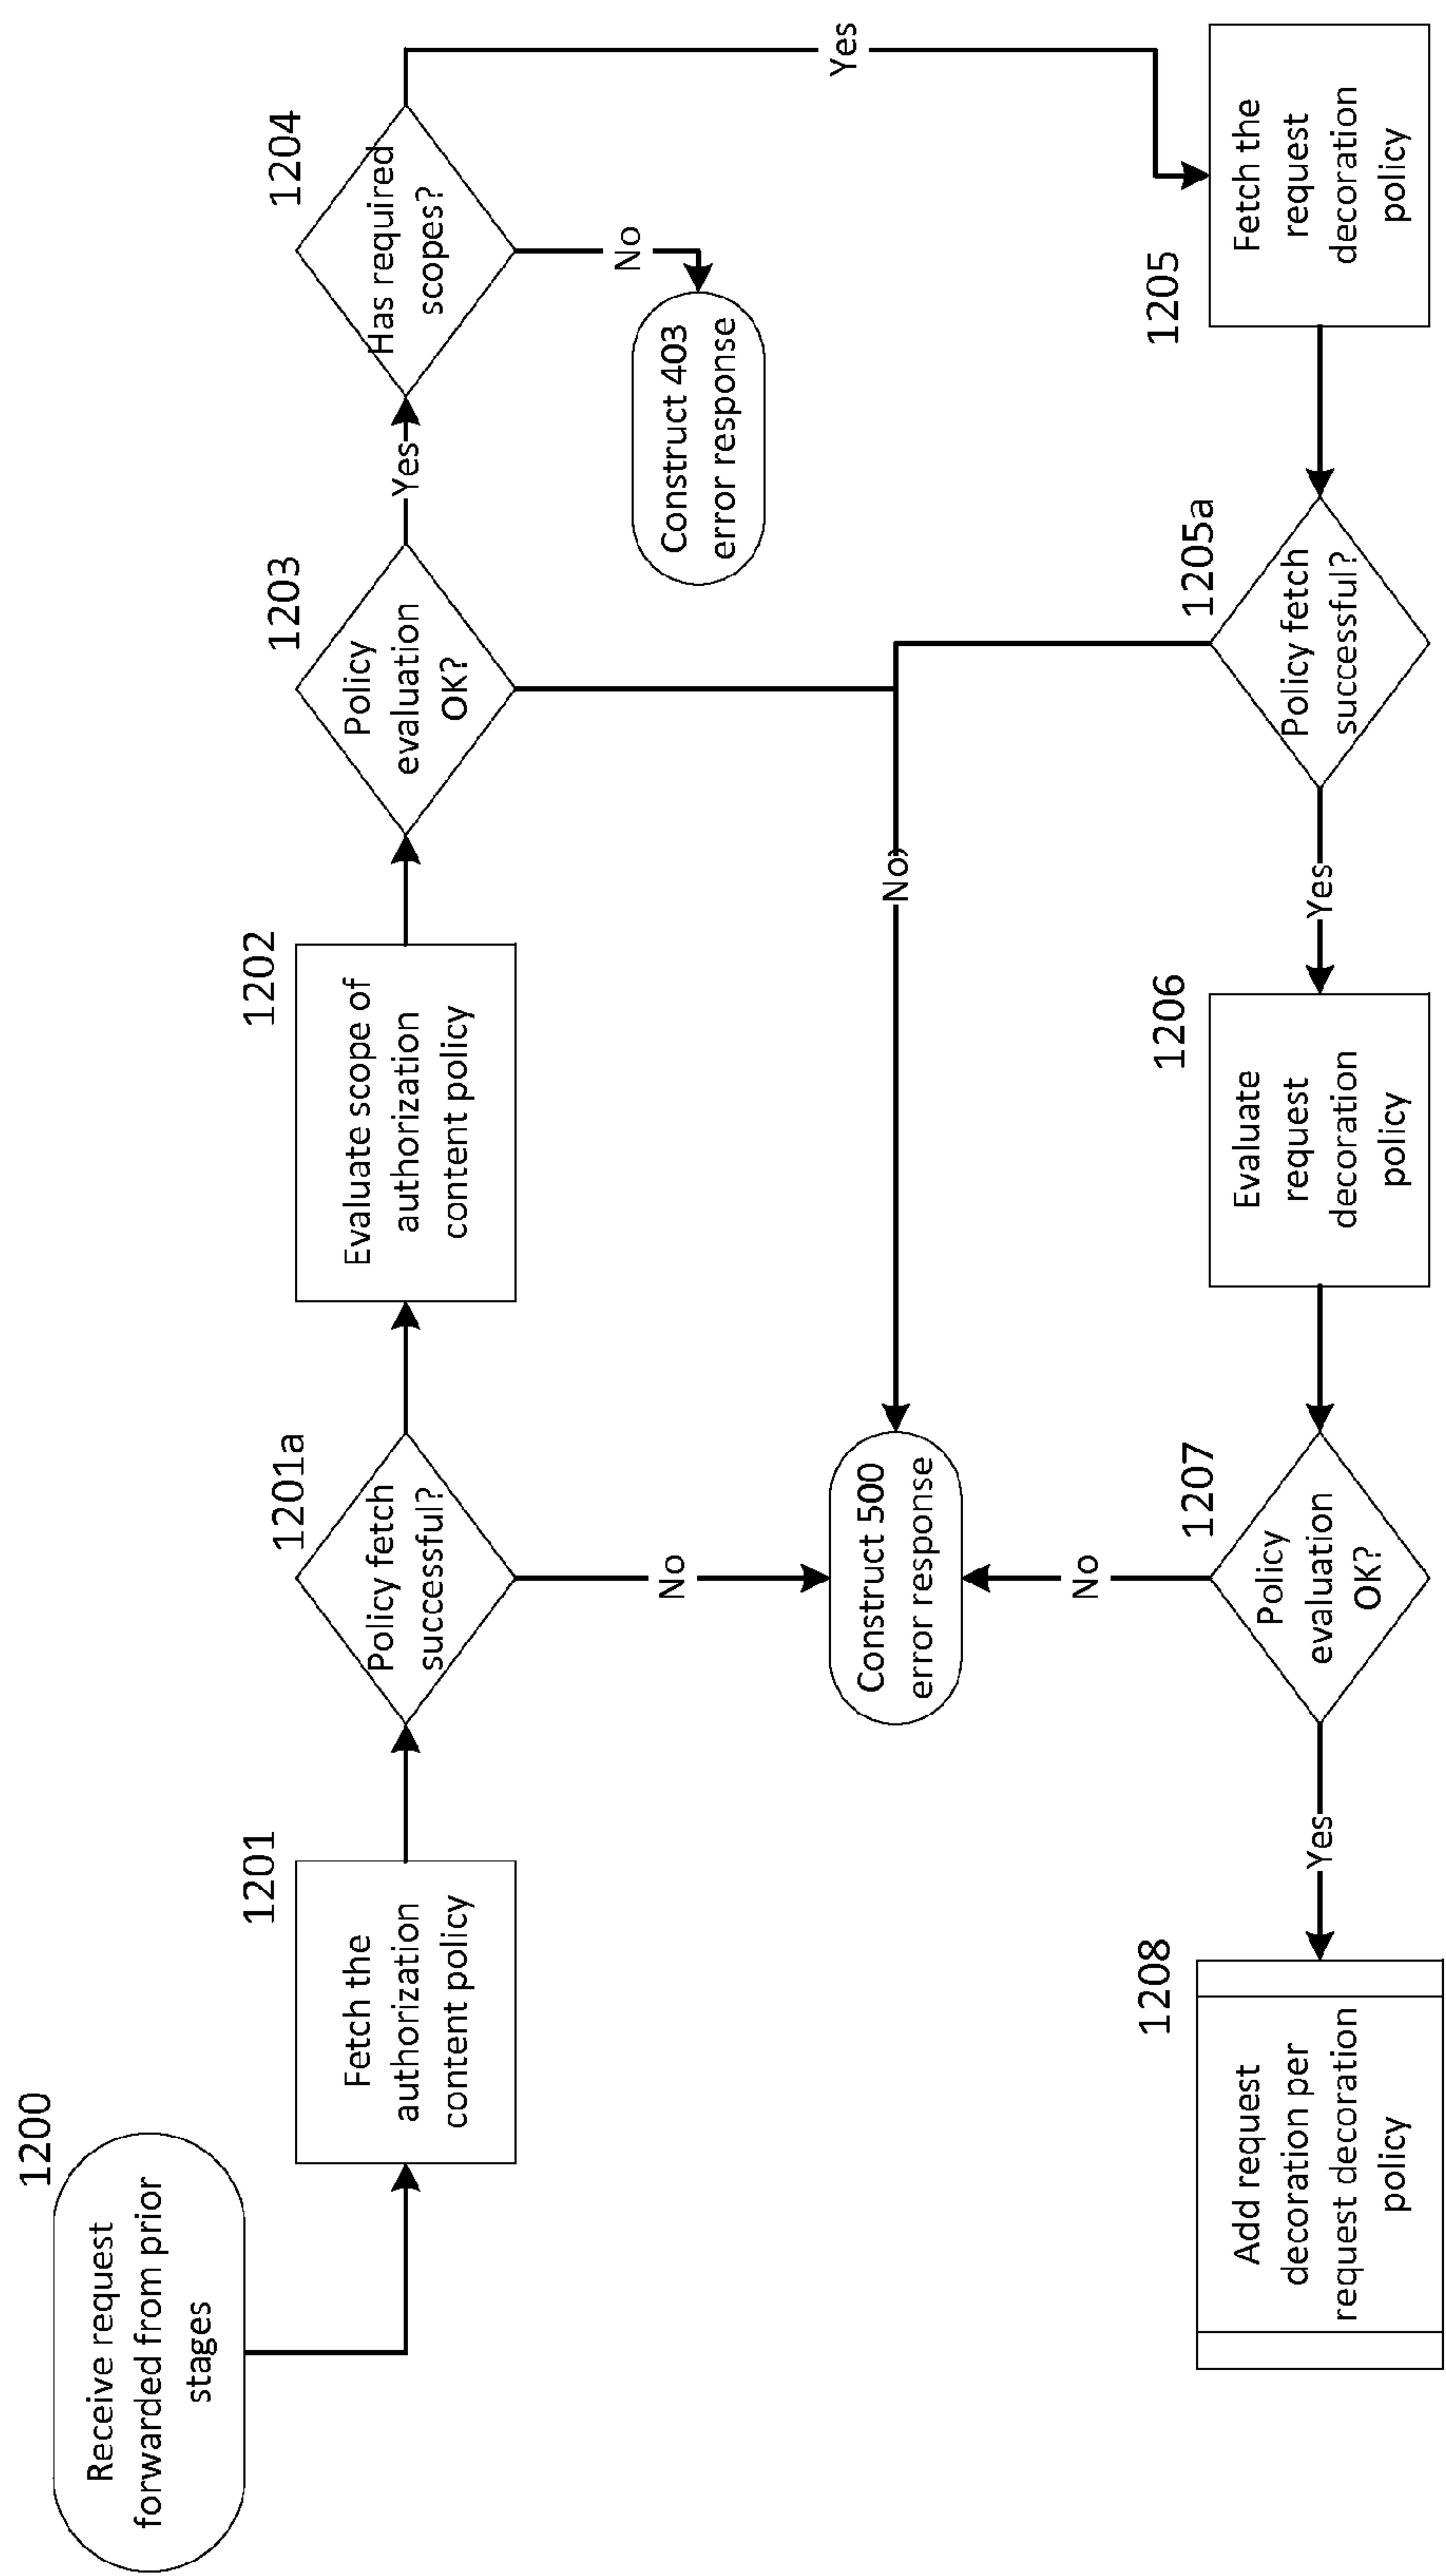 1200
Receive request
forwarded from prior
stages
1201
Fetch the
authorization
content policy
1201a
Policy fetch
successful?
No
1202
Evaluate scope of
authorization
content policy
1203
Policy
evaluation
OK?
Yes
1204
Has required
scopes?
No
Construct 403
error response
Yes
No
Construct 500
error response
1205
Fetch the
request
decoration
policy
1205a
Policy fetch
successful?
Yes
1206
Evaluate
request
decoration
policy
1207
Policy
evaluation
OK?
No
Yes
1208
Add request
decoration per
request decoration
policy